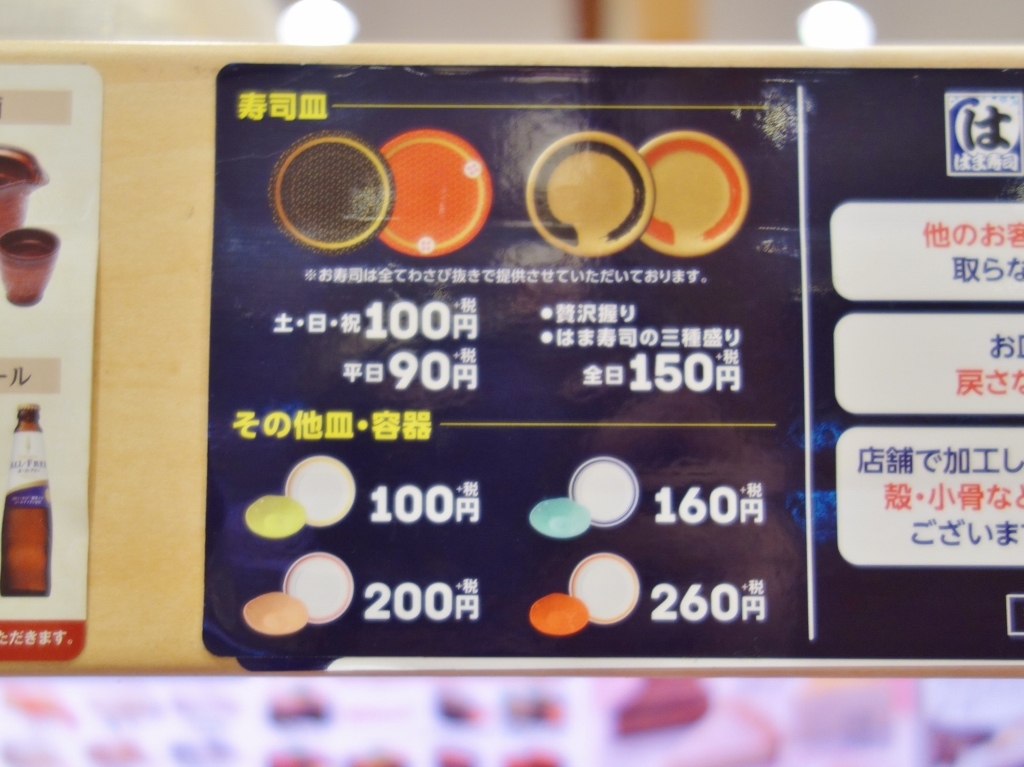 ール
ただきます。
寿司皿
※お寿司は全てわさび抜きで提供させていただいております。
土・日・祝100円+税
平日90円+税
●贅沢握り
●はま寿司の三種盛り
全日150円+税
その他皿・容器
100円+税
160円+税
200円+税
260円+税
は
はま寿司
他のお客
取らな
お皿
戻さな
店舗で加工し
殻・小骨など
ございま